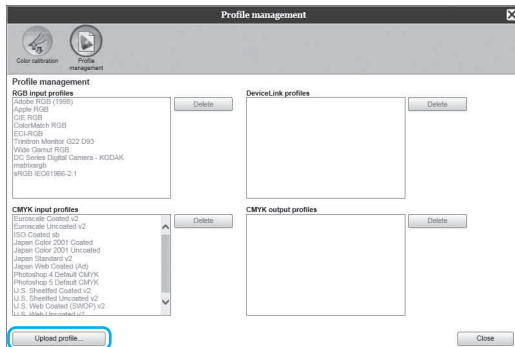 Profile management
Color calibration
Profile
management
Profile management
RGB input profiles
Adobe RGB (1998)
Apple RGB
CIE RGB
ColorMatch RGB
ECI-RGB
Trinitron Monitor G22 D93
Wide Gamut RGB
DC Series Digital Camera - KODAK
matrixargb
sRGB IEC61966-2.1
Delete
DeviceLink profiles
Delete
CMYK input profiles
Euroscale Coated v2
Euroscale Uncoated v2
ISO Coated sb
Japan Color 2001 Coated
Japan Color 2001 Uncoated
Japan Standard v2
Japan Web Coated (Ad)
Photoshop 4 Default CMYK
Photoshop 5 Default CMYK
U.S. Sheetfed Coated v2
U.S. Sheetfed Uncoated v2
U.S. Web Coated (SWOP) v2
U.S. Web Uncoated v2
Delete
CMYK output profiles
Delete
Upload profile...
Close